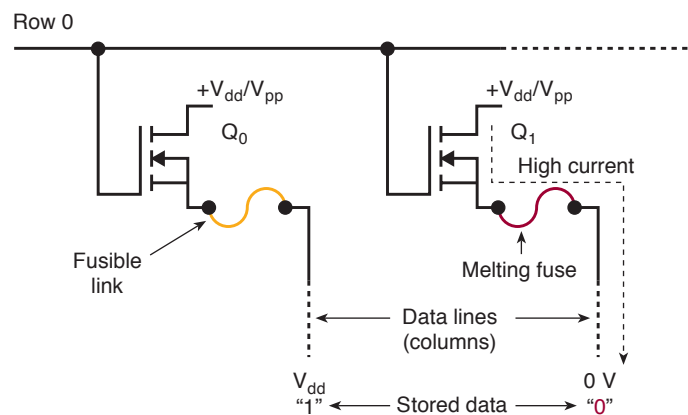 Row 0
+Vdd/Vpp
+Vdd/Vpp
Q0
Q1
High current
Fusible
link
Melting fuse
Data lines
(columns)
Vdd
0 V
"1"
Stored data
"0"